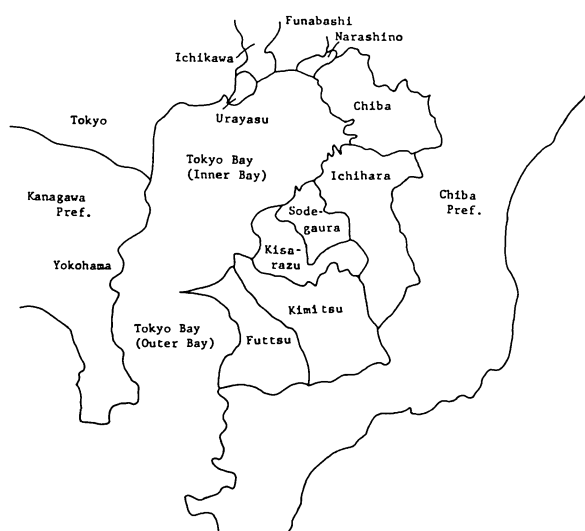 Funabashi
Narashino
Ichikawa
Chiba
Urayasu
Tokyo
Tokyo Bay
(Inner Bay)
Ichihara
Kanagawa
Pref.
Chiba
Pref.
Sode-
gaura
Kisa-
razu
Yokohama
Kimitsu
Tokyo Bay
(Outer Bay)
Futtsu